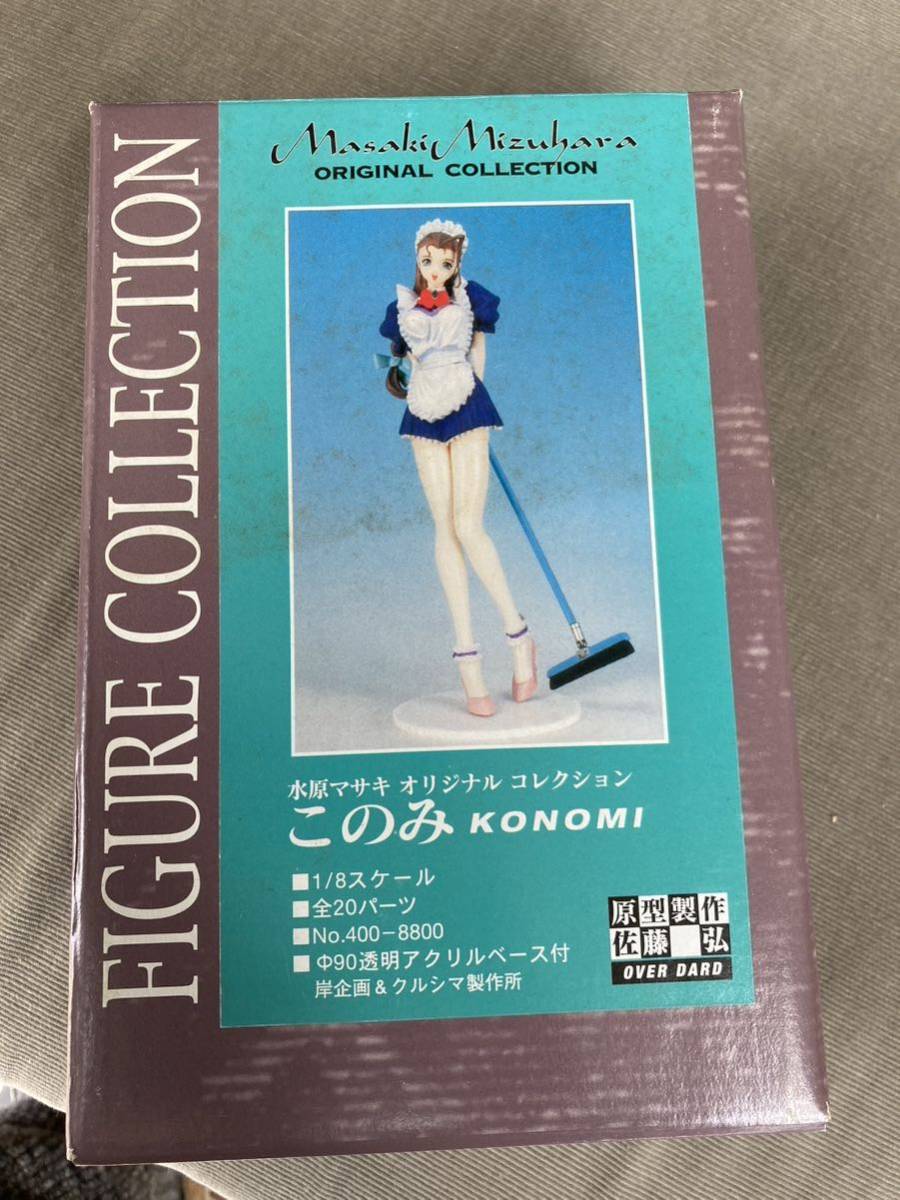 FIGURE COLLECTION
Masaki Mizuhara
ORIGINAL COLLECTION
水原マサキ オリジナル コレクション
このみ KONOMI
■1/8スケール
■全20パーツ
■No.400-8800
■Φ90透明アクリルベース付
岸企画&クルシマ製作所
原型製作
佐藤 弘
OVER DARD